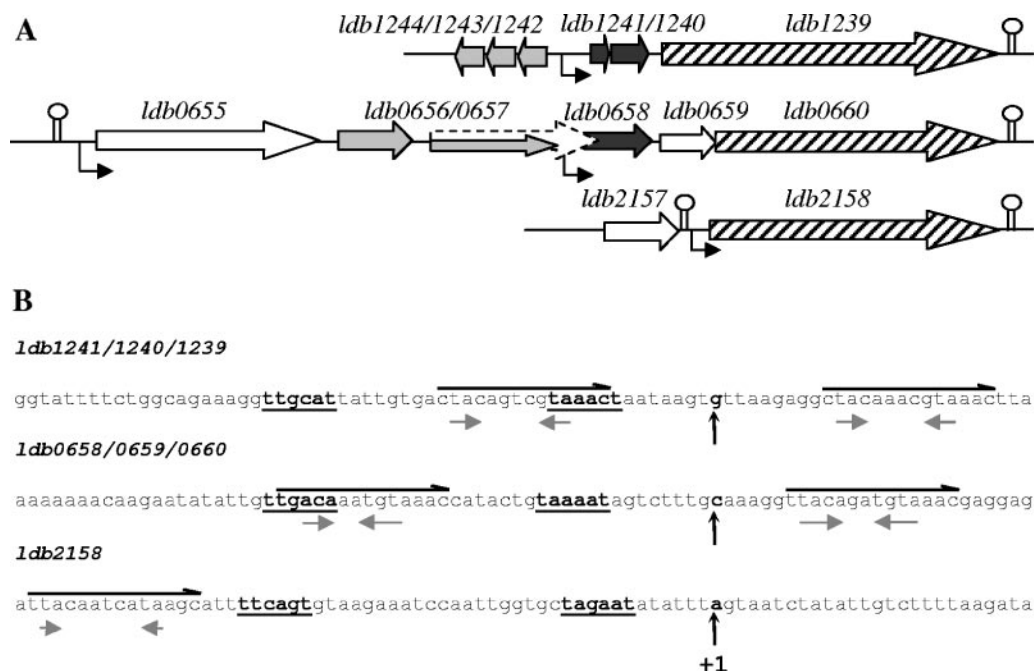 A
ldb1244/1243/1242 ldb1241/1240 ldb1239
ldb0655 ldb0656/0657 ldb0658 ldb0659 ldb0660
ldb2157 ldb2158
B
ldb1241/1240/1239
ggtattttctggcagaaaggttgcattattgtgactacagtcgtaaactaataagtgttaagaggctacaaacgtaaactta
ldb0658/0659/0660
aaaaaaacaagaatatattgttgacaaatgtaaaccatactgtaaaatagtctttgcaaaggttacagatgtaaacgaggag
ldb2158
attacaatcataagcatttttcagtgtaagaaatccaattggtgctagaatatatttagtaatctatattgtcttttaagata
+1